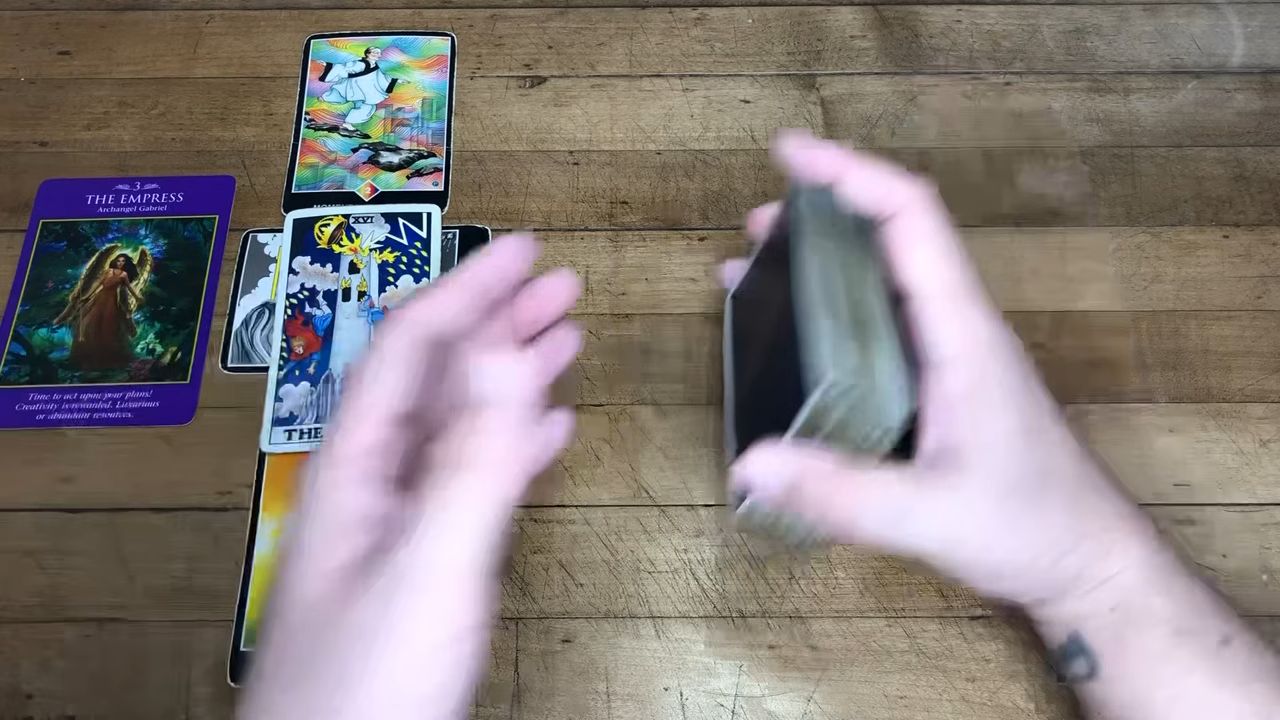 3
THE EMPRESS
Archangel Gabriel
Time to act upon your plans!
Creativity is rewarded. Luxurious
or abundant resources.
2
XVI
THE